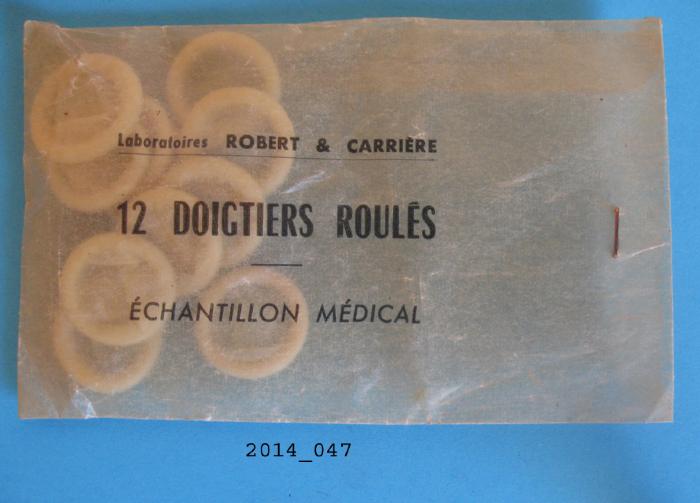 Laboratoires ROBERT & CARRIÈRE
12 DOIGTIERS ROULÉS
ÉCHANTILLON MÉDICAL
2014_047